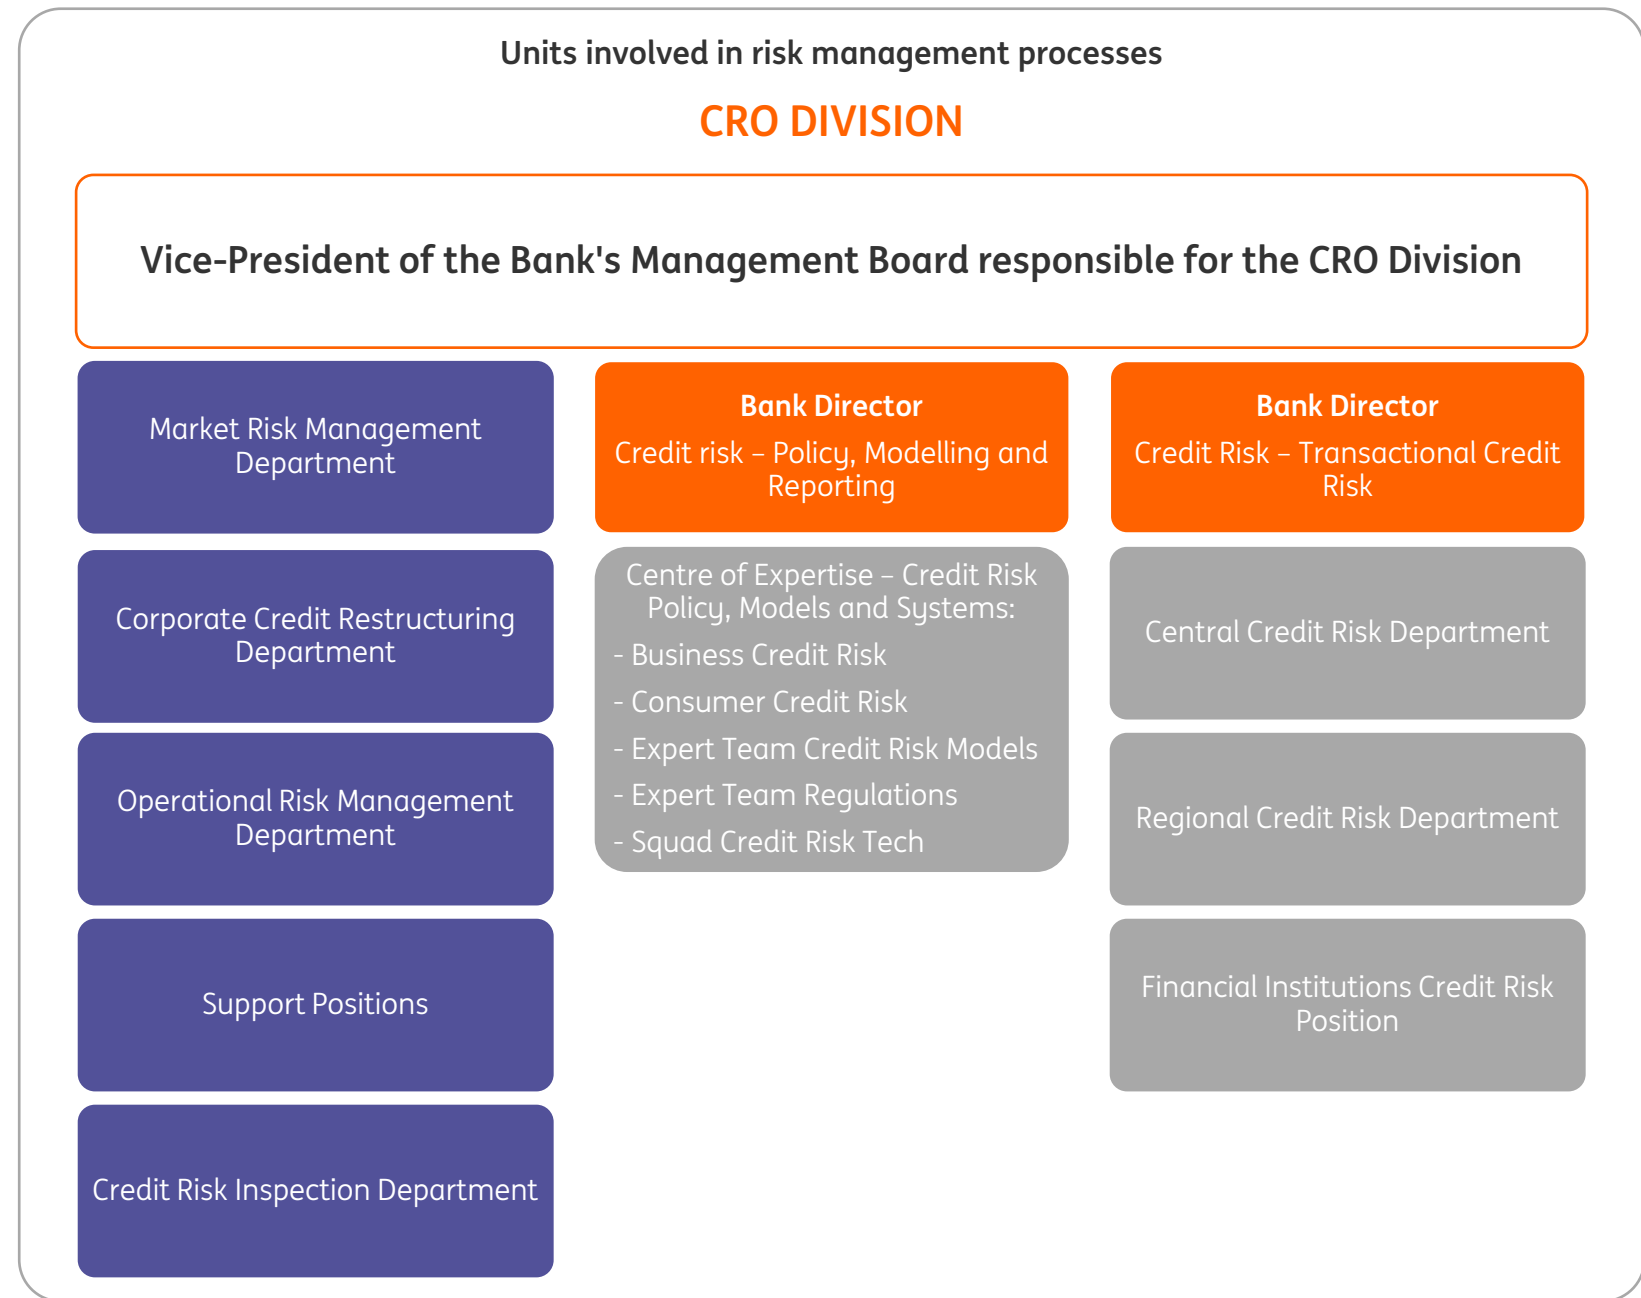 Units involved in risk management processes
CRO DIVISION
Vice-President of the Bank's Management Board responsible for the CRO Division
Market Risk Management
Department
Corporate Credit Restructuring
Department
Operational Risk Management
Department
Support Positions
Credit Risk Inspection Department
Bank Director
Credit risk – Policy, Modelling and
Reporting
Centre of Expertise – Credit Risk
Policy, Models and Systems:
- Business Credit Risk
- Consumer Credit Risk
- Expert Team Credit Risk Models
- Expert Team Regulations
- Squad Credit Risk Tech
Bank Director
Credit Risk – Transactional Credit
Risk
Central Credit Risk Department
Regional Credit Risk Department
Financial Institutions Credit Risk
Position